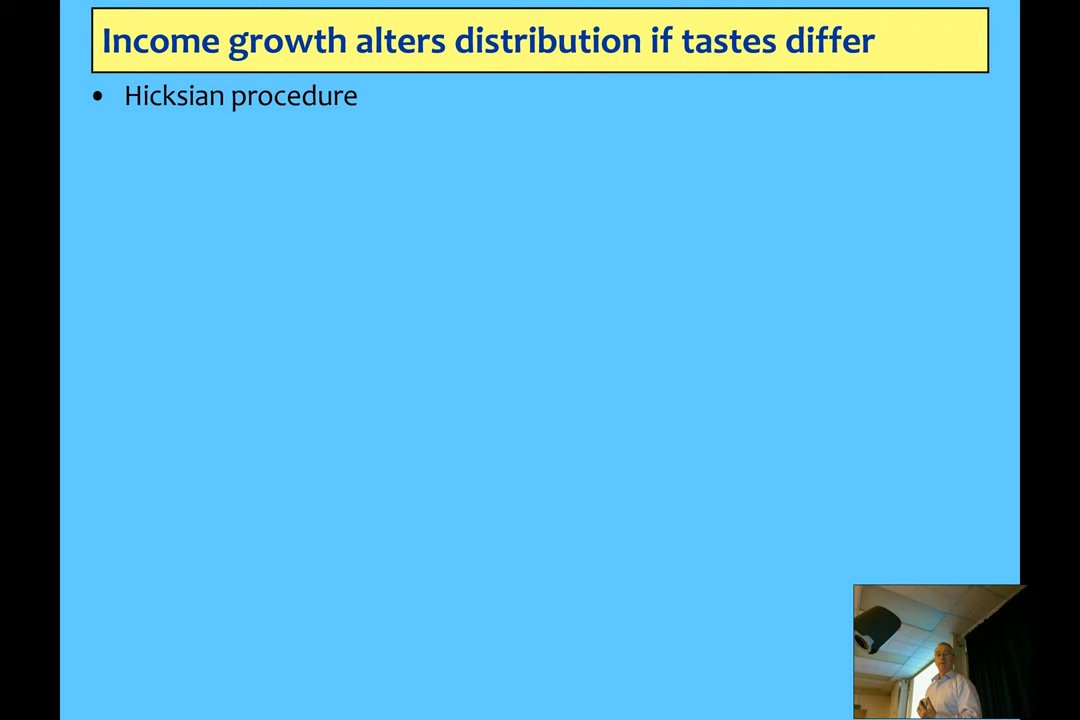 Income growth alters distribution if tastes differ
• Hicksian procedure